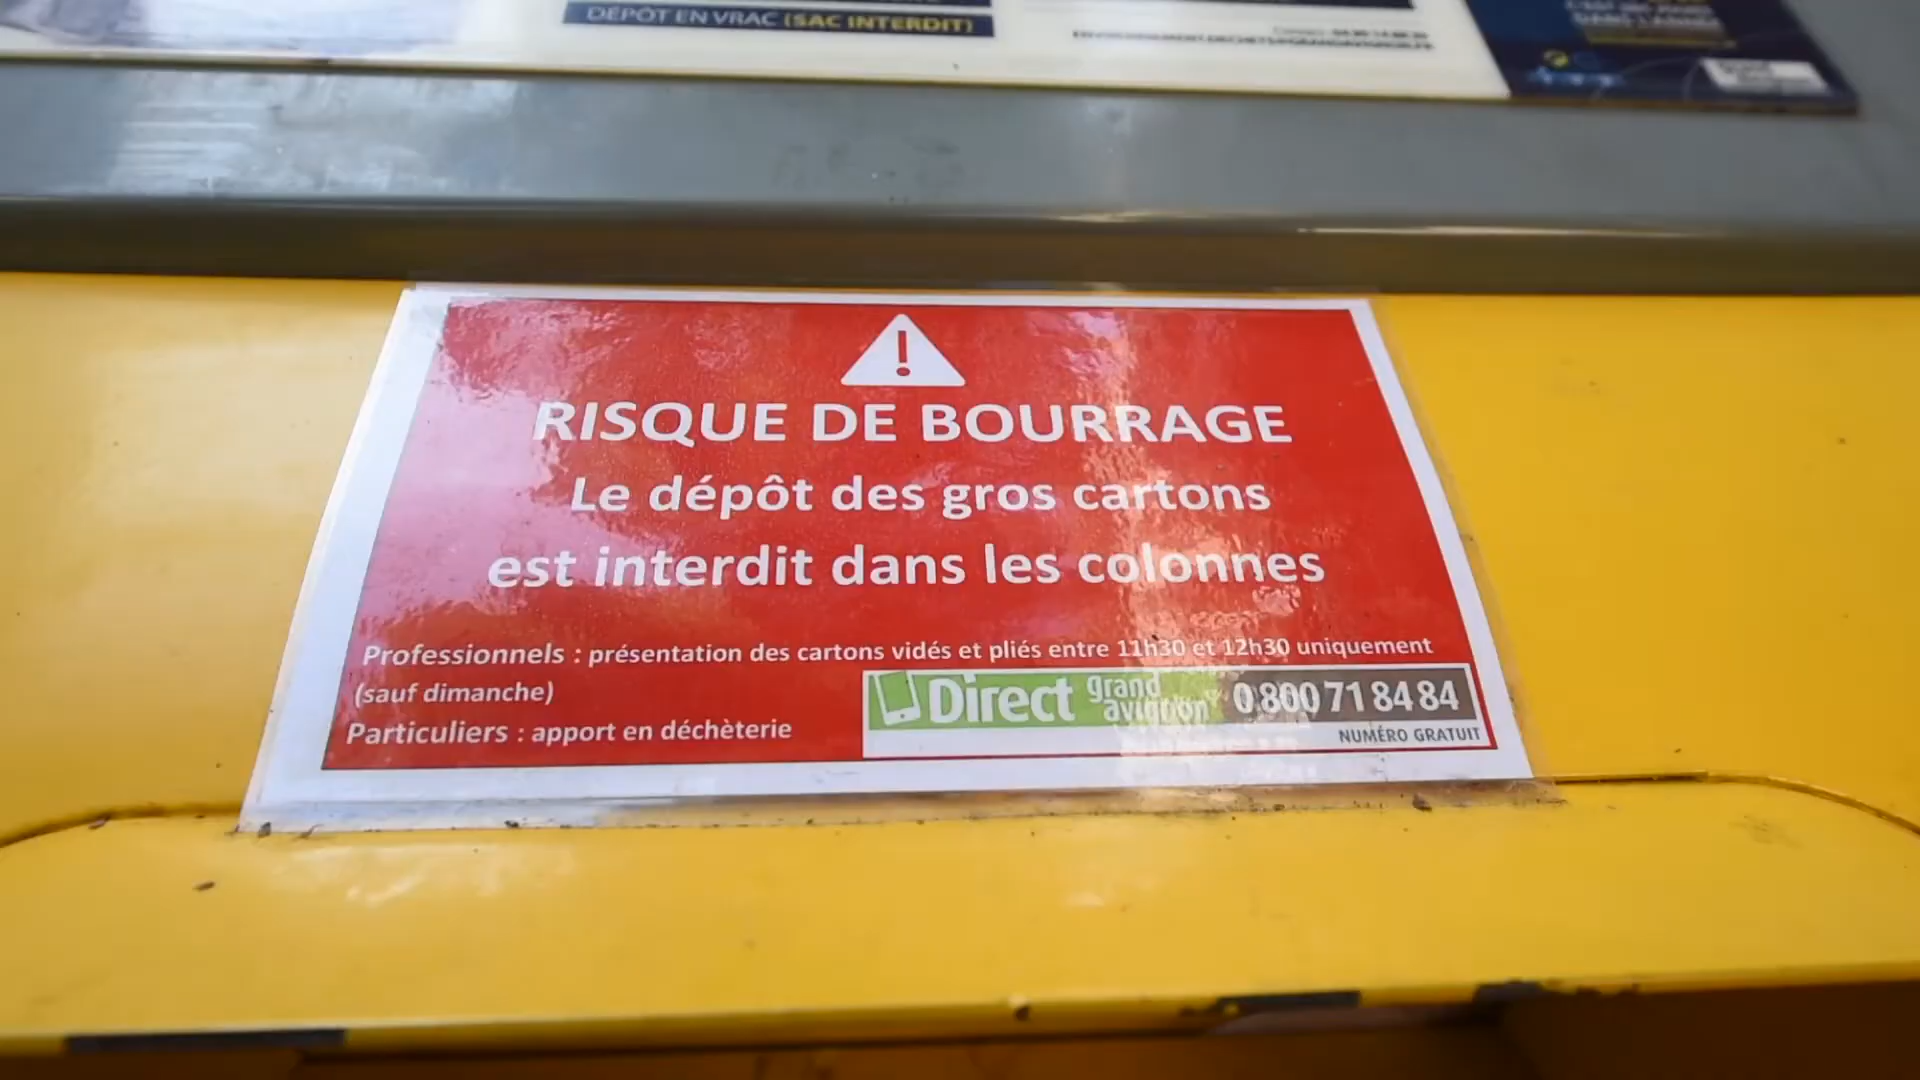 DÉPÔT EN VRAC (SAC INTERDIT)
RISQUE DE BOURRAGE
Le dépôt des gros cartons
est interdit dans les colonnes
Professionnels : présentation des cartons vidés et pliés entre 11h30 et 12h30 uniquement
(sauf dimanche)
Particuliers : apport en déchèterie
Direct grand avignon 0 800 71 84 84
NUMÉRO GRATUIT